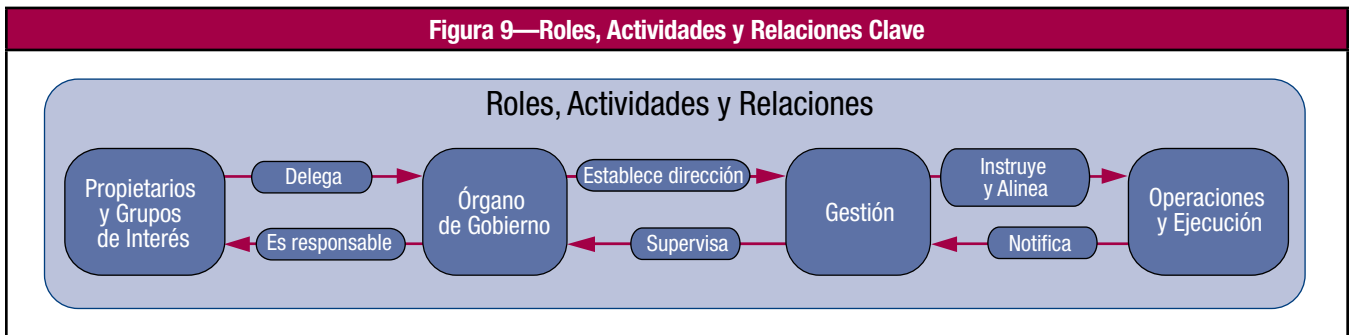 Figura 9—Roles, Actividades y Relaciones Clave
Roles, Actividades y Relaciones
Propietarios
y Grupos
de Interés
Delega
Es responsable
Órgano
de Gobierno
Establece dirección
Supervisa
Gestión
Instruye
y Alinea
Notifica
Operaciones
y Ejecución